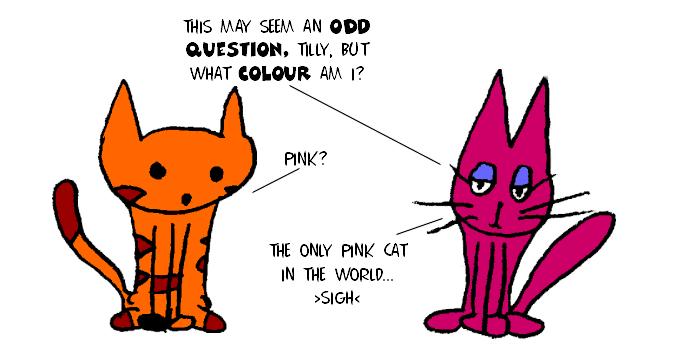 THIS MAY SEEM AN ODD
QUESTION, TILLY, BUT
WHAT COLOUR AM I?
PINK?
THE ONLY PINK CAT
IN THE WORLD...
>SIGH<